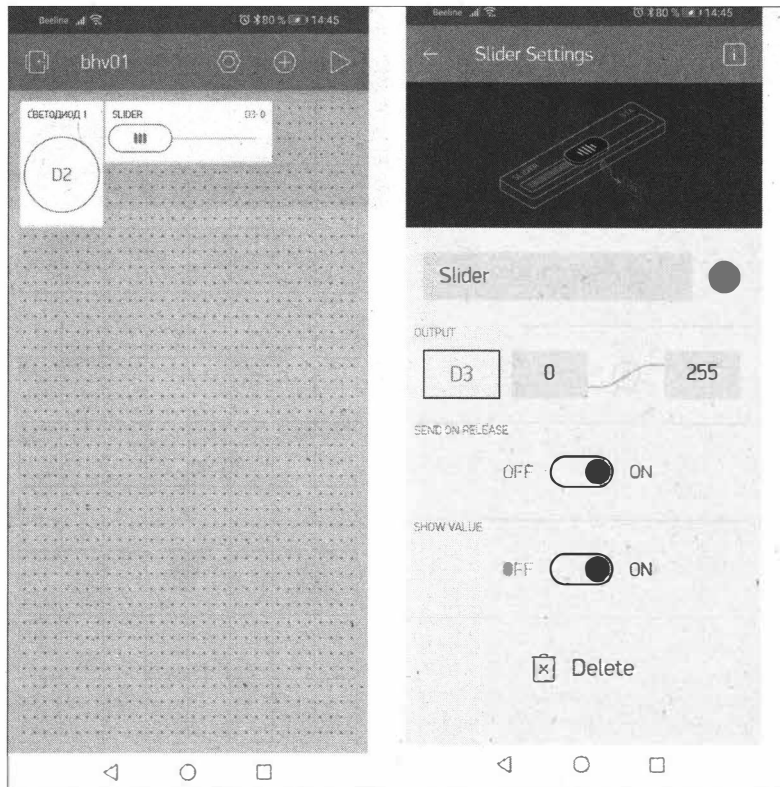 Beeline 80 % 14:45
bhv01
СВЕТОДИОД 1
D2
SLIDER D3-0
Beeline 80 % 14:45
Slider Settings
i
SLIDER
Slider
OUTPUT
D3 0 255
SEND ON RELEASE
OFF ON
SHOW VALUE
OFF ON
Delete